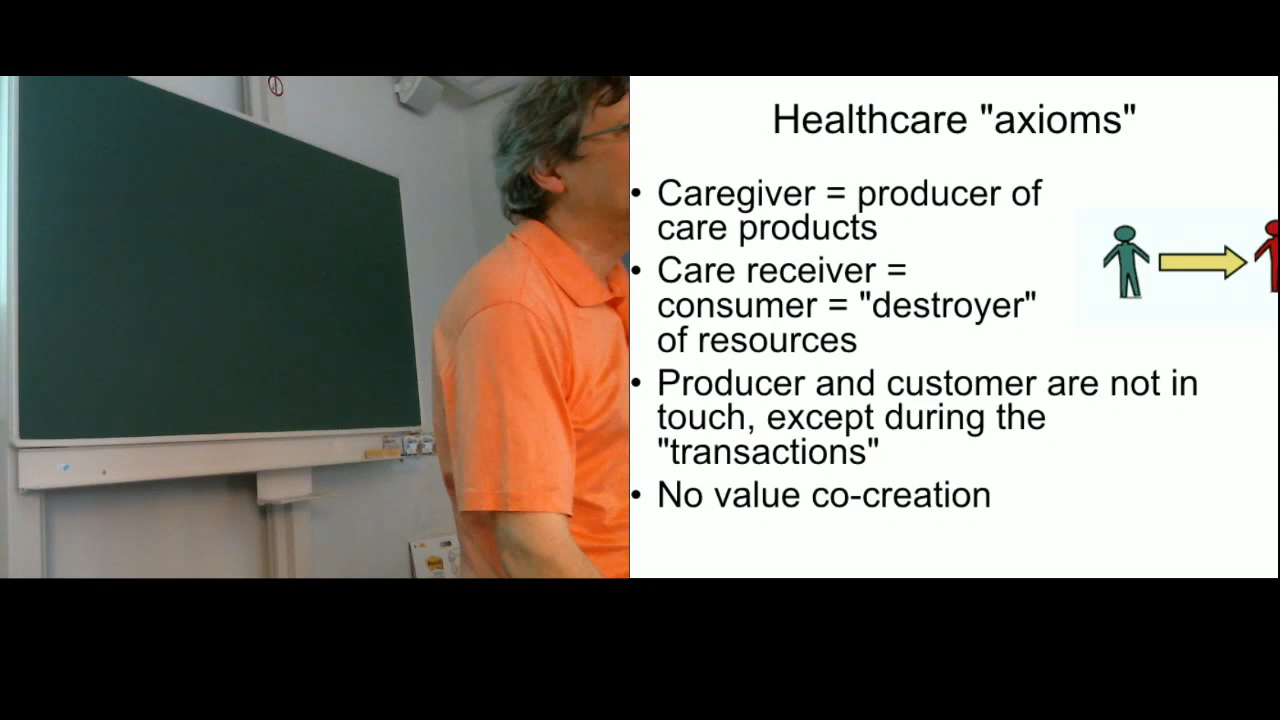 Healthcare "axioms"
• Caregiver = producer of
care products
• Care receiver =
consumer = "destroyer"
of resources
• Producer and customer are not in
touch, except during the
"transactions"
• No value co-creation